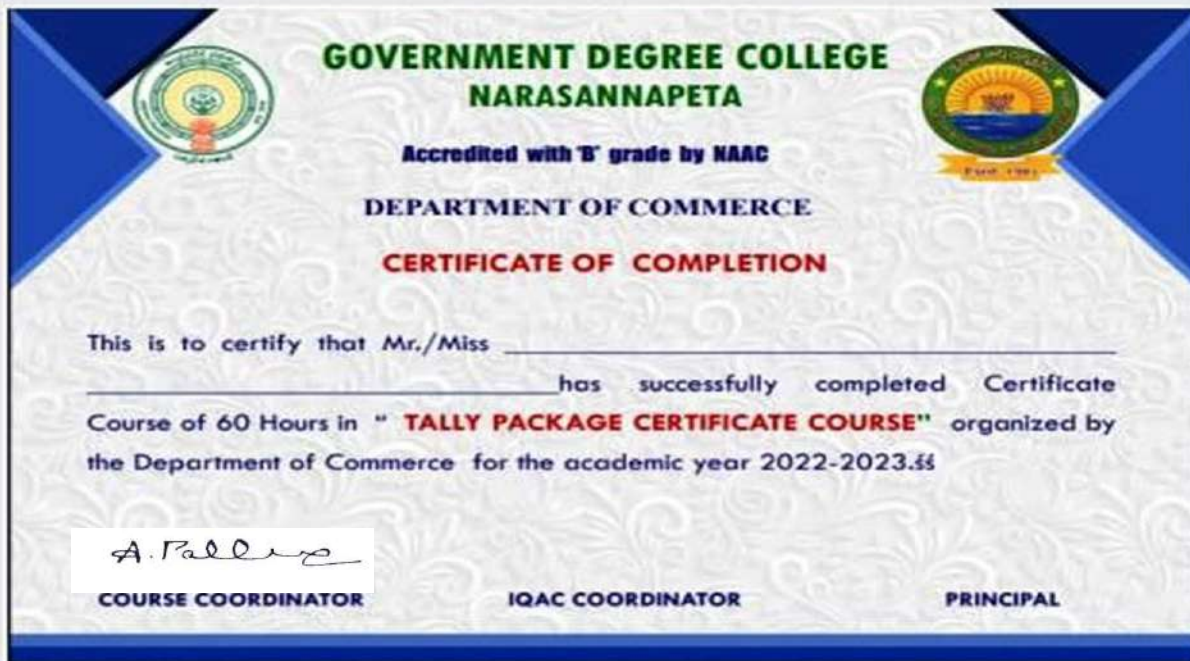 GOVERNMENT DEGREE COLLEGE
NARASANNAPETA
Accredited with 'B' grade by NAAC
DEPARTMENT OF COMMERCE
CERTIFICATE OF COMPLETION
This is to certify that Mr./Miss
has successfully completed Certificate
Course of 60 Hours in " TALLY PACKAGE CERTIFICATE COURSE" organized by
the Department of Commerce for the academic year 2022-2023.
A.
COURSE COORDINATOR IQAC COORDINATOR PRINCIPAL